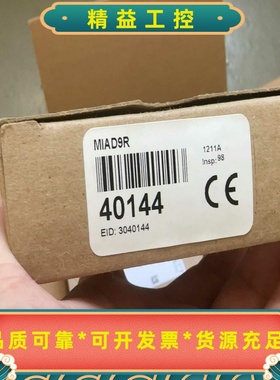 精益工控
MIAD9R
1211A
Insp.98
40144
EID: 3040144
CE
品质可靠*可开发票*货源充足